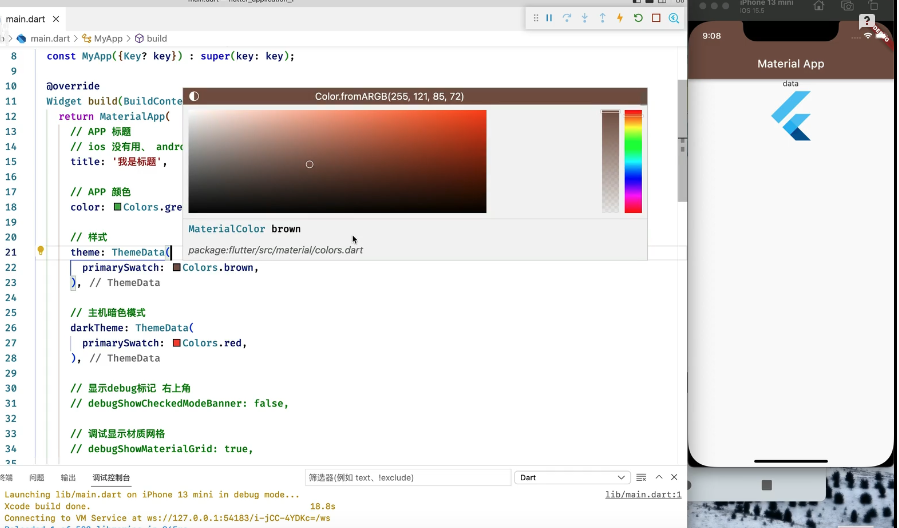 main.dart
iPhone 13 mini
iOS 15.5
main.dart > MyApp > build
9:08
8 const MyApp({Key? key}) : super(key: key);
Material App
9
data
10 @override
11 Widget build(BuildConte
Color.fromARGB(255, 121, 85, 72)
12 return MaterialApp(
13 // APP 标题
14 // ios 没有用、 andro
15 title: '我是标题',
16
17 // APP 颜色
18 color: Colors.gre
19
MaterialColor brown
20 // 样式
package:flutter/src/material/colors.dart
21 theme: ThemeData(
22 primarySwatch: Colors.brown,
23 ), // ThemeData
24
25 // 主机暗色模式
26 darkTheme: ThemeData(
27 primarySwatch: Colors.red,
28 ), // ThemeData
29
30 // 显示debug标记 右上角
31 // debugShowCheckedModeBanner: false,
32
33 // 调试显示材质网格
34 // debugShowMaterialGrid: true,
35
终端 问题 输出 调试控制台 筛选器(例如 text、!exclude) Dart
Launching lib/main.dart on iPhone 13 mini in debug mode... lib/main.dart:1
Xcode build done. 18.8s
Connecting to VM Service at ws://127.0.0.1:54183/i-jCC-4YDKc=/ws